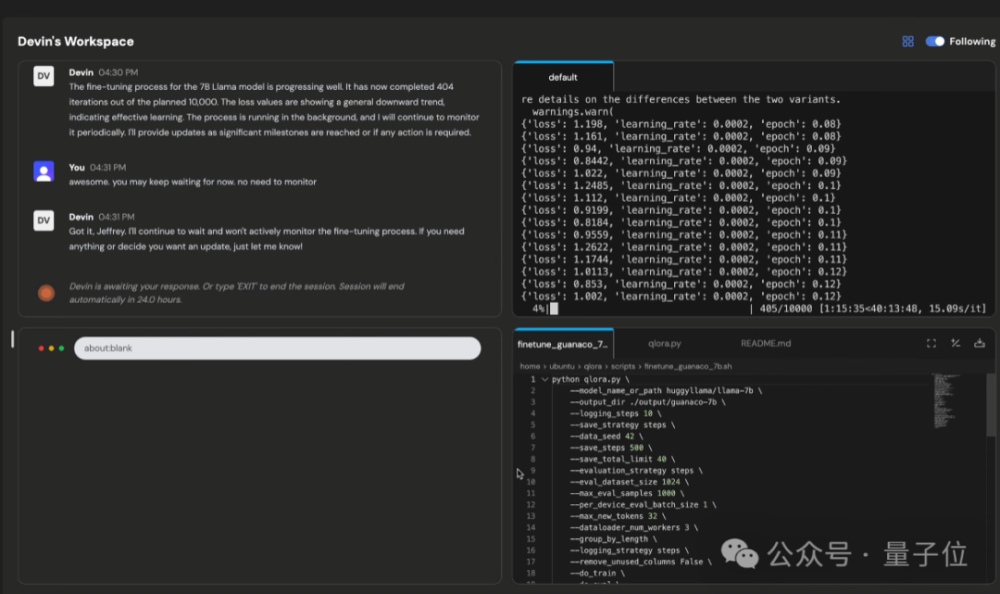 Devin's Workspace
Following
DV
Devin 04:30 PM
The fine-tuning process for the 7B Llama model is progressing well. It has now completed 404
iterations out of the planned 10,000. The loss values are showing a general downward trend,
indicating effective learning. The process is running in the background, and I will continue to monitor
it periodically. I'll provide updates as significant milestones are reached or if any action is required.
You 04:31 PM
awesome. you may keep waiting for now. no need to monitor
DV
Devin 04:31 PM
Got it, Jeffrey. I'll continue to wait and won't actively monitor the fine-tuning process. If you need
anything or decide you want an update, just let me know!
Devin is awaiting your response. Or type 'EXIT' to end the session. Session will end
automatically in 24.0 hours.
default
re details on the differences between the two variants.
warnings.warn(
{'loss': 1.198, 'learning_rate': 0.0002, 'epoch': 0.08}
{'loss': 1.161, 'learning_rate': 0.0002, 'epoch': 0.08}
{'loss': 0.94, 'learning_rate': 0.0002, 'epoch': 0.09}
{'loss': 0.8442, 'learning_rate': 0.0002, 'epoch': 0.09}
{'loss': 1.022, 'learning_rate': 0.0002, 'epoch': 0.09}
{'loss': 1.2485, 'learning_rate': 0.0002, 'epoch': 0.1}
{'loss': 1.112, 'learning_rate': 0.0002, 'epoch': 0.1}
{'loss': 0.9199, 'learning_rate': 0.0002, 'epoch': 0.1}
{'loss': 0.8184, 'learning_rate': 0.0002, 'epoch': 0.11}
{'loss': 0.9559, 'learning_rate': 0.0002, 'epoch': 0.11}
{'loss': 1.2622, 'learning_rate': 0.0002, 'epoch': 0.11}
{'loss': 1.1744, 'learning_rate': 0.0002, 'epoch': 0.11}
{'loss': 1.0113, 'learning_rate': 0.0002, 'epoch': 0.12}
{'loss': 0.853, 'learning_rate': 0.0002, 'epoch': 0.12}
{'loss': 1.002, 'learning_rate': 0.0002, 'epoch': 0.12}
4%| | 405/10000 [1:15:35<40:13:48, 15.09s/it]
about:blank
finetune_guanaco_7...
qlora.py
README.md
home > ubuntu > qlora > scripts > finetune_guanaco_7b.sh
1 python qlora.py \
2 --model_name_or_path huggyllama/llama-7b \
3 --output_dir ./output/guanaco-7b \
4 --logging_steps 10 \
5 --save_strategy steps \
6 --data_seed 42 \
7 --save_steps 500 \
8 --save_total_limit 40 \
9 --evaluation_strategy steps \
10 --eval_dataset_size 1024 \
11 --max_eval_samples 1000 \
12 --per_device_eval_batch_size 1 \
13 --max_new_tokens 32 \
14 --dataloader_num_workers 3 \
15 --group_by_length \
16 --logging_strategy steps \
17 --remove_unused_columns False \
18 --do_train \
公众号 · 量子位